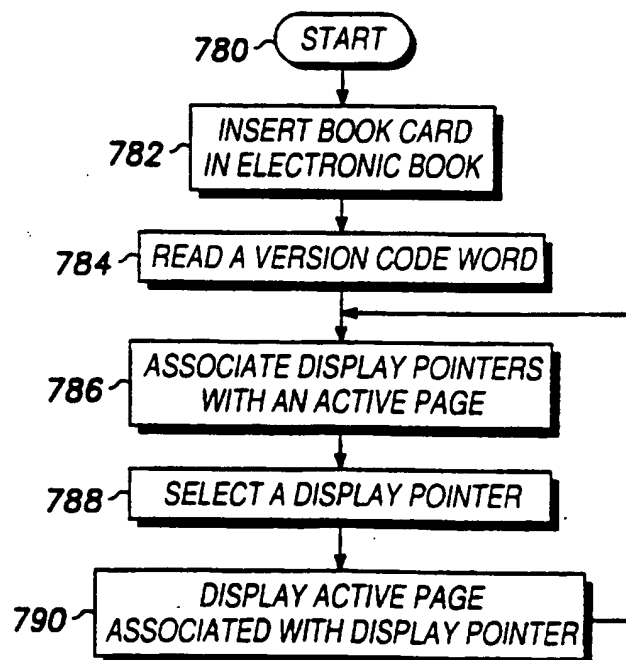 780 START
782 INSERT BOOK CARD
IN ELECTRONIC BOOK
784 READ A VERSION CODE WORD
786 ASSOCIATE DISPLAY POINTERS
WITH AN ACTIVE PAGE
788 SELECT A DISPLAY POINTER
790 DISPLAY ACTIVE PAGE
ASSOCIATED WITH DISPLAY POINTER